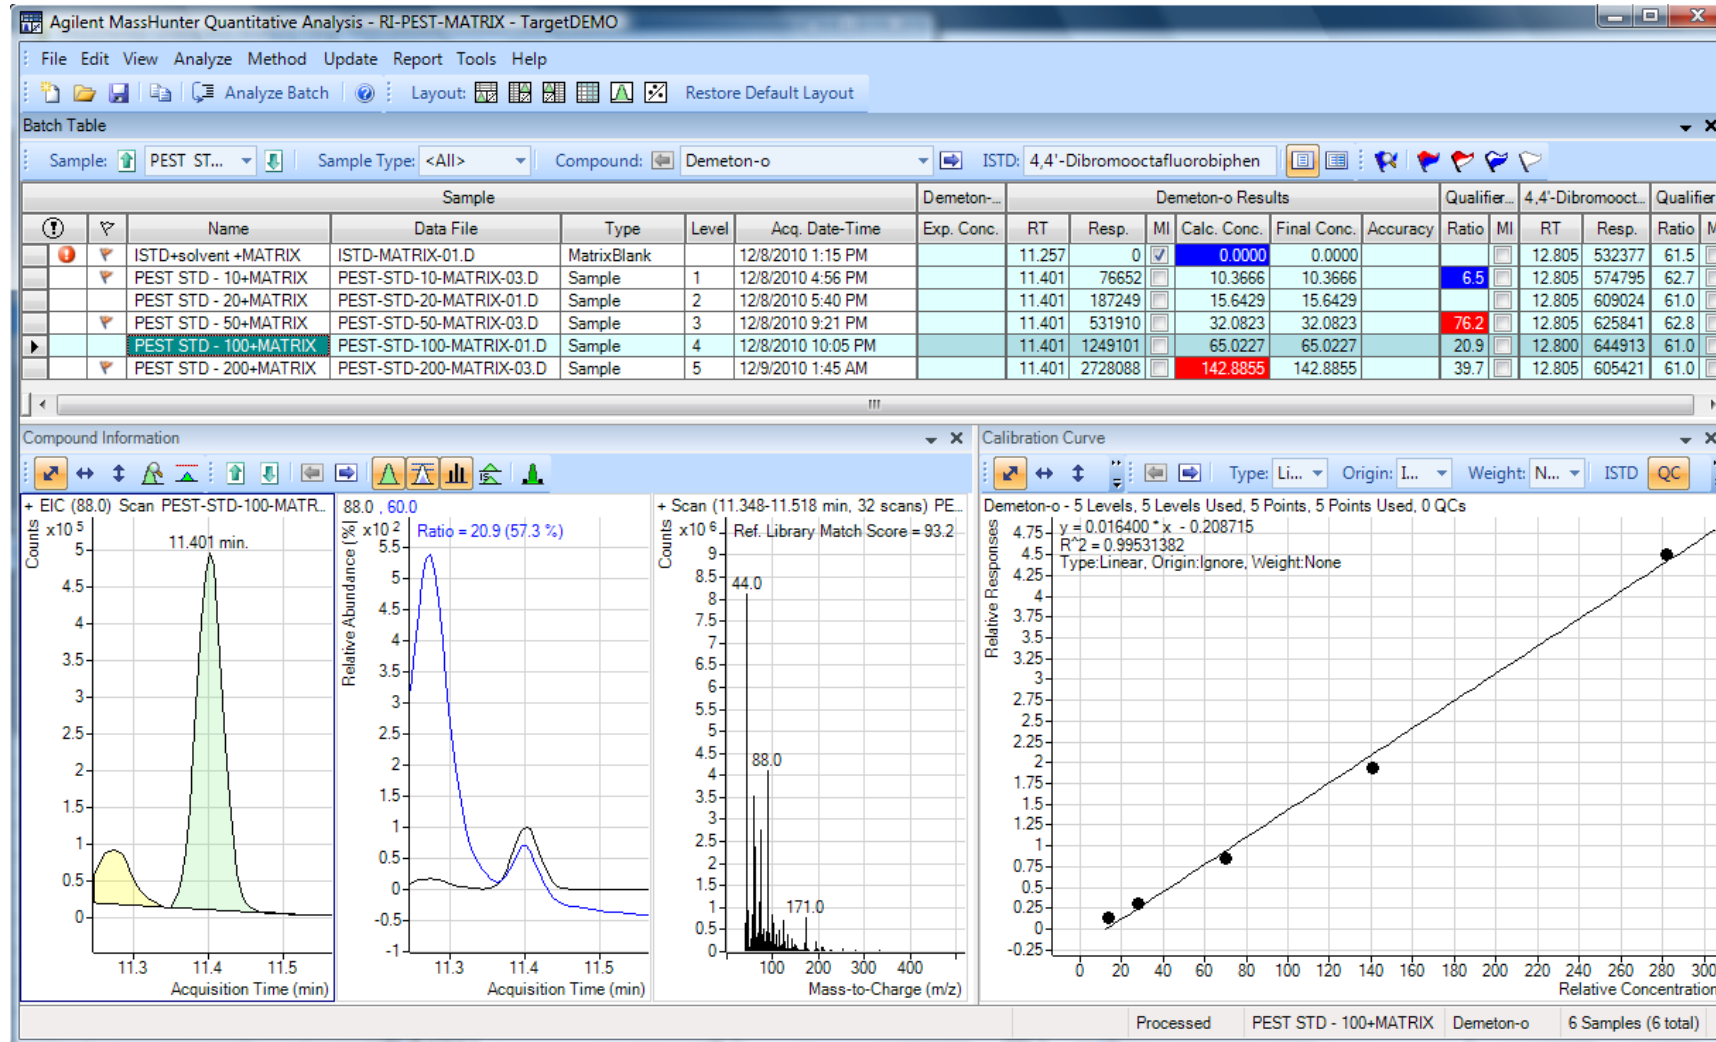 Agilent MassHunter Quantitative Analysis - RI-PEST-MATRIX - TargetDEMO
File Edit View Analyze Method Update Report Tools Help
Analyze Batch Layout: Restore Default Layout
Batch Table
Sample: PEST ST... Sample Type: <All> Compound: Demeton-o ISTD: 4,4'-Dibromooctafluorobiphen
Sample Demeton-... Demeton-o Results Qualifier... 4,4'-Dibromooct... Qualifier
Name Data File Type Level Acq. Date-Time Exp. Conc. RT Resp. MI Calc. Conc. Final Conc. Accuracy Ratio MI RT Resp. Ratio M
ISTD+solvent +MATRIX ISTD-MATRIX-01.D MatrixBlank 12/8/2010 1:15 PM 11.257 0 0.0000 0.0000 12.805 532377 61.5
PEST STD - 10+MATRIX PEST-STD-10-MATRIX-03.D Sample 1 12/8/2010 4:56 PM 11.401 76652 10.3666 10.3666 6.5 12.805 574795 62.7
PEST STD - 20+MATRIX PEST-STD-20-MATRIX-01.D Sample 2 12/8/2010 5:40 PM 11.401 187249 15.6429 15.6429 12.805 609024 61.0
PEST STD - 50+MATRIX PEST-STD-50-MATRIX-03.D Sample 3 12/8/2010 9:21 PM 11.401 531910 32.0823 32.0823 76.2 12.805 625841 62.8
PEST STD - 100+MATRIX PEST-STD-100-MATRIX-01.D Sample 4 12/8/2010 10:05 PM 11.401 1249101 65.0227 65.0227 20.9 12.800 644913 61.0
PEST STD - 200+MATRIX PEST-STD-200-MATRIX-03.D Sample 5 12/9/2010 1:45 AM 11.401 2728088 142.8855 142.8855 39.7 12.805 605421 61.0
Compound Information
+ EIC (88.0) Scan PEST-STD-100-MATR...
Counts
x10 5
11.401 min.
5
4.5
4
3.5
3
2.5
2
1.5
1
0.5
0
11.3 11.4 11.5
Acquisition Time (min)
88.0 , 60.0
Relative Abundance (%)
x10 2
Ratio = 20.9 (57.3 %)
5.5
5
4.5
4
3.5
3
2.5
2
1.5
1
0.5
0
-0.5
-1
11.3 11.4 11.5
Acquisition Time (min)
+ Scan (11.348-11.518 min, 32 scans) PE...
Counts
x10 6
Ref. Library Match Score = 93.2
9
8.5
8
7.5
7
6.5
6
5.5
5
4.5
4
3.5
3
2.5
2
1.5
1
0.5
0
44.0
88.0
171.0
100 200 300 400
Mass-to-Charge (m/z)
Calibration Curve
Type: Li... Origin: I... Weight: N... ISTD QC
Demeton-o - 5 Levels, 5 Levels Used, 5 Points, 5 Points Used, 0 QCs
Relative Responses
y = 0.016400 * x - 0.208715
R^2 = 0.99531382
Type:Linear, Origin:Ignore, Weight:None
4.75
4.5
4.25
4
3.75
3.5
3.25
3
2.75
2.5
2.25
2
1.75
1.5
1.25
1
0.75
0.5
0.25
0
-0.25
0 20 40 60 80 100 120 140 160 180 200 220 240 260 280 300
Relative Concentration
Processed PEST STD - 100+MATRIX Demeton-o 6 Samples (6 total)